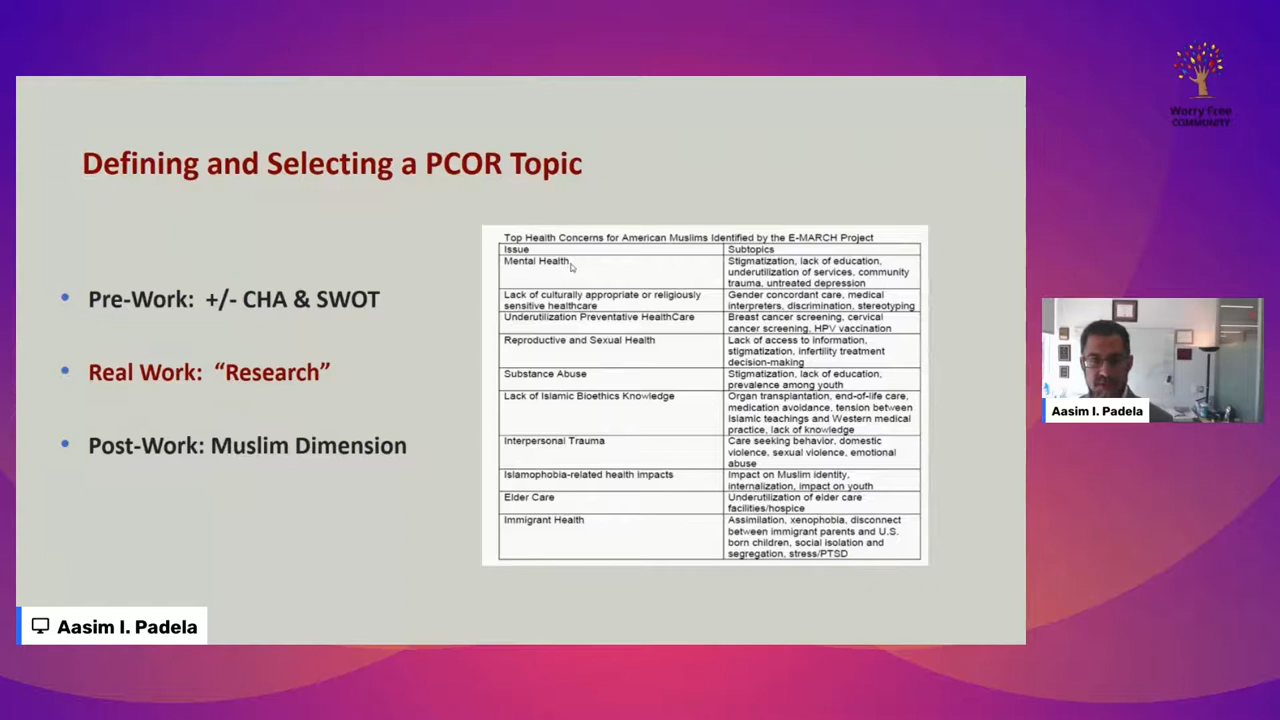 Worry Free
COMMUNITY
Defining and Selecting a PCOR Topic
• Pre-Work: +/- CHA & SWOT
• Real Work: “Research”
• Post-Work: Muslim Dimension
Top Health Concerns for American Muslims Identified by the E-MARCH Project
Issue
Subtopics
Mental Health
Stigmatization, lack of education,
underutilization of services, community
trauma, untreated depression
Lack of culturally appropriate or religiously
sensitive healthcare
Gender concordant care, medical
interpreters, discrimination, stereotyping
Underutilization Preventative HealthCare
Breast cancer screening, cervical
cancer screening, HPV vaccination
Reproductive and Sexual Health
Lack of access to information,
stigmatization, infertility treatment
decision-making
Substance Abuse
Stigmatization, lack of education,
prevalence among youth
Lack of Islamic Bioethics Knowledge
Organ transplantation, end-of-life care,
medication avoidance, tension between
Islamic teachings and Western medical
practice, lack of knowledge
Interpersonal Trauma
Care seeking behavior, domestic
violence, sexual violence, emotional
abuse
Islamophobia-related health impacts
Impact on Muslim identity,
internalization, impact on youth
Elder Care
Underutilization of elder care
facilities/hospice
Immigrant Health
Assimilation, xenophobia, disconnect
between immigrant parents and U.S.
born children, social isolation and
segregation, stress/PTSD
Aasim I. Padela
Aasim I. Padela